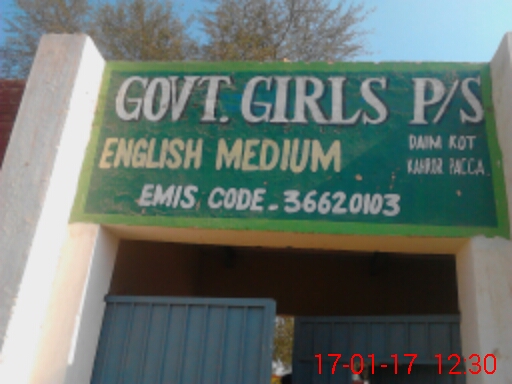 GOVT. GIRLS P/S
ENGLISH MEDIUM
DAIM KOT
KAHROR PACCA.
EMIS CODE-36620103
17-01-17 12:30